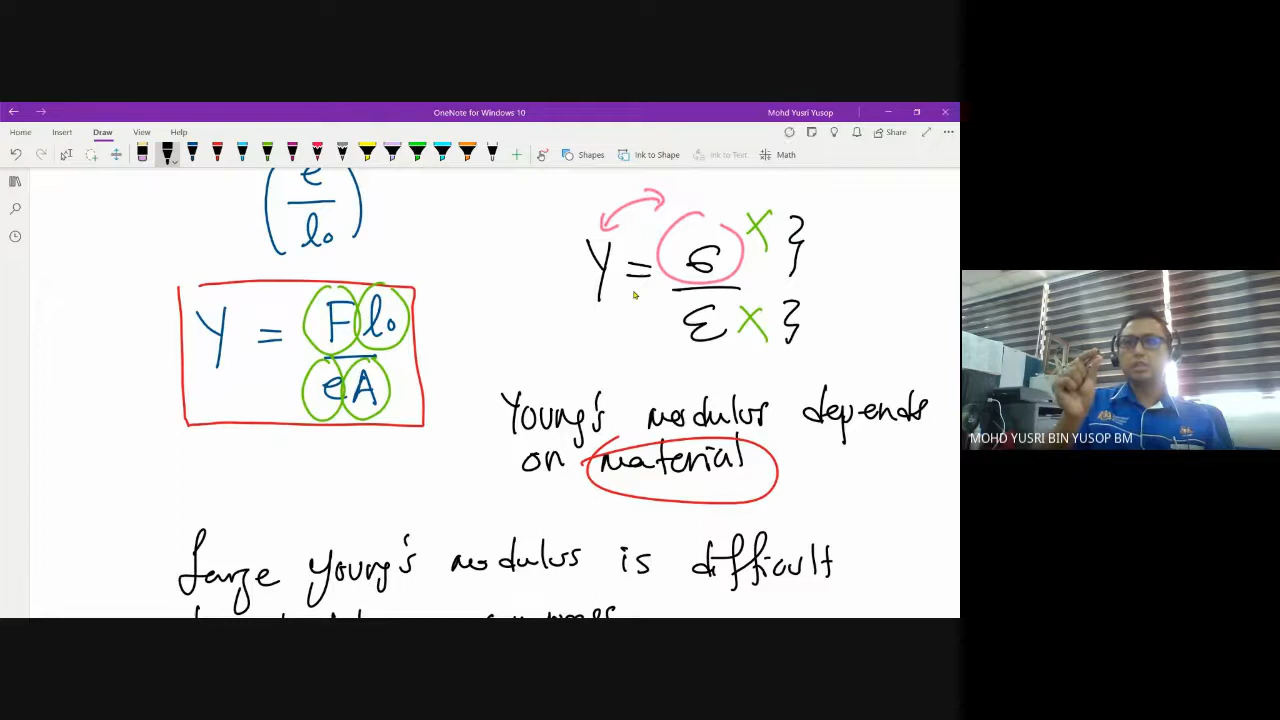 OneNote for Windows 10
Mohd Yusri Yusop
Home Insert Draw View Help
Share
Shapes
Ink to Shape
Ink to Text
Math
(e/l₀)
Y = Fl₀/eA
Y = σ x }
ε x }
Young's modulus depends
on material
Large Young's modulus is difficult
MOHD YUSRI BIN YUSOP BM